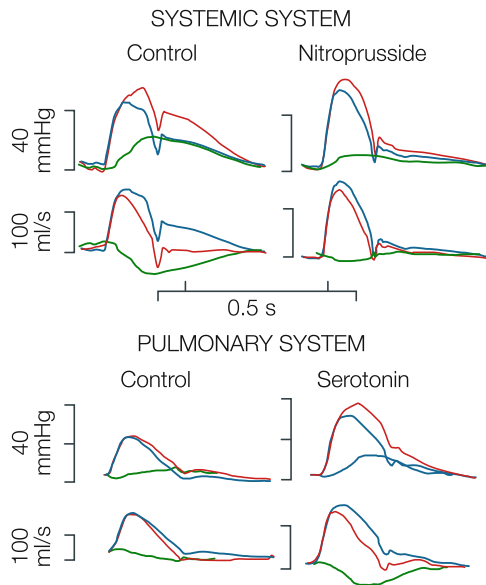 SYSTEMIC SYSTEM
Control
Nitroprusside
40
mmHg
100
ml/s
0.5 s
PULMONARY SYSTEM
Control
Serotonin
40
mmHg
100
ml/s